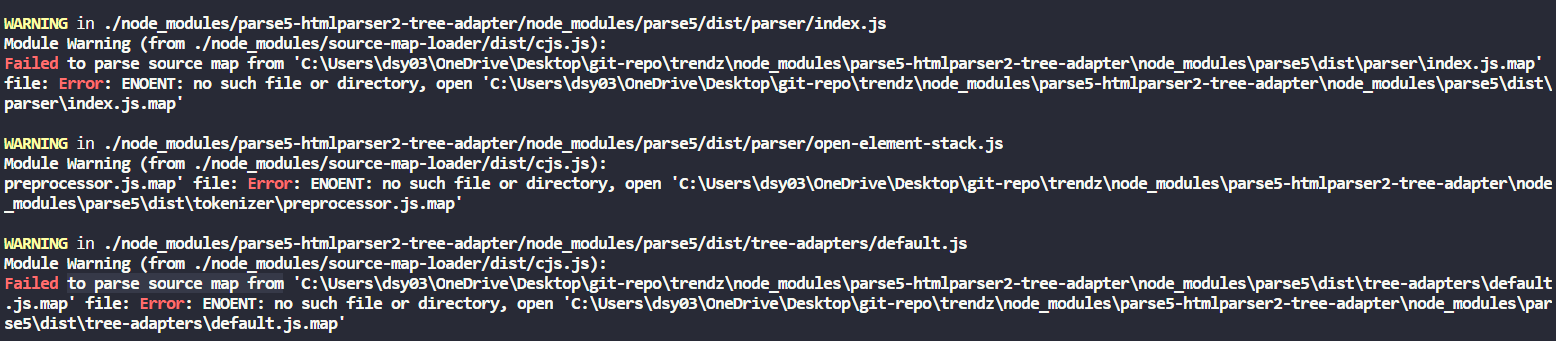 WARNING in ./node_modules/parse5-htmlparser2-tree-adapter/node_modules/parse5/dist/parser/index.js
Module Warning (from ./node_modules/source-map-loader/dist/cjs.js):
Failed to parse source map from 'C:\Users\dsy03\OneDrive\Desktop\git-repo\trendz\node_modules\parse5-htmlparser2-tree-adapter\node_modules\parse5\dist\parser\index.js.map'
file: Error: ENOENT: no such file or directory, open 'C:\Users\dsy03\OneDrive\Desktop\git-repo\trendz\node_modules\parse5-htmlparser2-tree-adapter\node_modules\parse5\dist\
parser\index.js.map'
WARNING in ./node_modules/parse5-htmlparser2-tree-adapter/node_modules/parse5/dist/parser/open-element-stack.js
Module Warning (from ./node_modules/source-map-loader/dist/cjs.js):
preprocessor.js.map' file: Error: ENOENT: no such file or directory, open 'C:\Users\dsy03\OneDrive\Desktop\git-repo\trendz\node_modules\parse5-htmlparser2-tree-adapter\node
_modules\parse5\dist\tokenizer\preprocessor.js.map'
WARNING in ./node_modules/parse5-htmlparser2-tree-adapter/node_modules/parse5/dist/tree-adapters/default.js
Module Warning (from ./node_modules/source-map-loader/dist/cjs.js):
Failed to parse source map from 'C:\Users\dsy03\OneDrive\Desktop\git-repo\trendz\node_modules\parse5-htmlparser2-tree-adapter\node_modules\parse5\dist\tree-adapters\default
.js.map' file: Error: ENOENT: no such file or directory, open 'C:\Users\dsy03\OneDrive\Desktop\git-repo\trendz\node_modules\parse5-htmlparser2-tree-adapter\node_modules\par
se5\dist\tree-adapters\default.js.map'